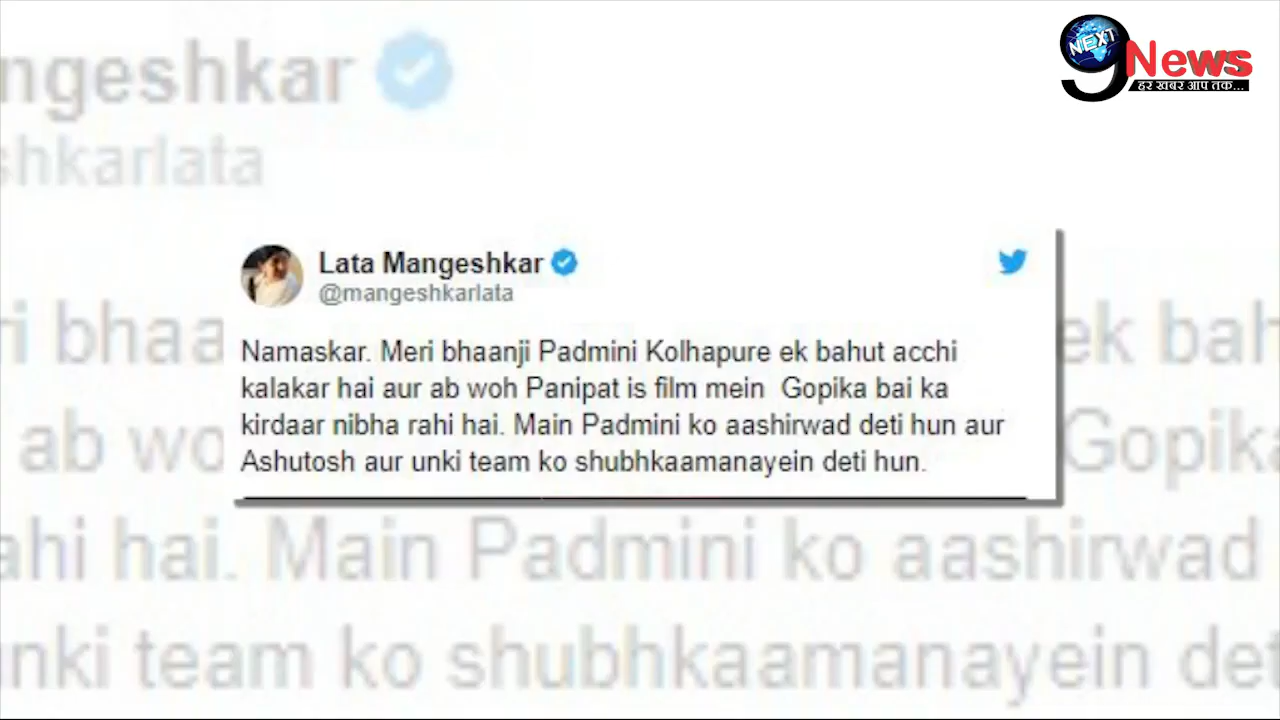 ngeshkar
shkarlata
NEXT
9 News
हर खबर आप तक...
Lata Mangeshkar
@mangeshkarlata
Namaskar. Meri bhaanji Padmini Kolhapure ek bahut acchi
kalakar hai aur ab woh Panipat is film mein Gopika bai ka
kirdaar nibha rahi hai. Main Padmini ko aashirwad deti hun aur
Ashutosh aur unki team ko shubhkaamanayein deti hun.
ri bhaa ek bah
ab wo Gopika
ahi hai. Main Padmini ko aashirwad
unki team ko shubhkaamanayein det